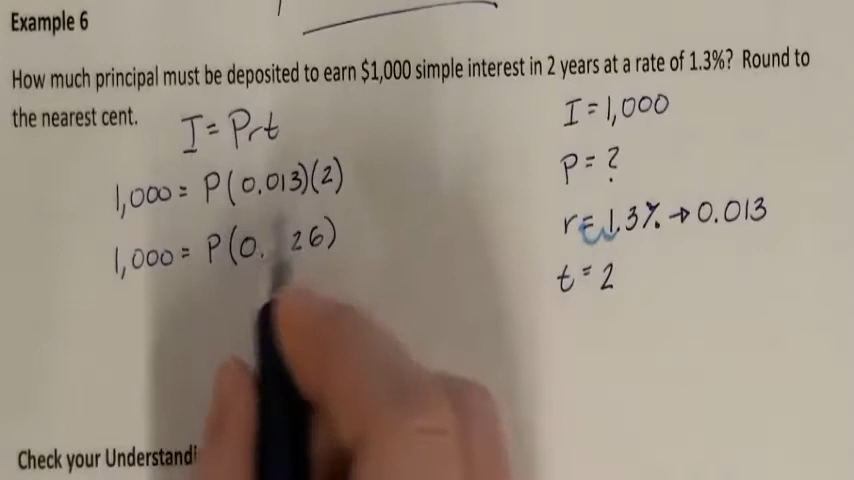 Example 6
How much principal must be deposited to earn $1,000 simple interest in 2 years at a rate of 1.3%? Round to
the nearest cent.
I = Prt
1,000 = P(0.013)(2)
1,000 = P(0. 26)
I = 1,000
P = ?
r = 1.3% → 0.013
t = 2
Check your Understandi